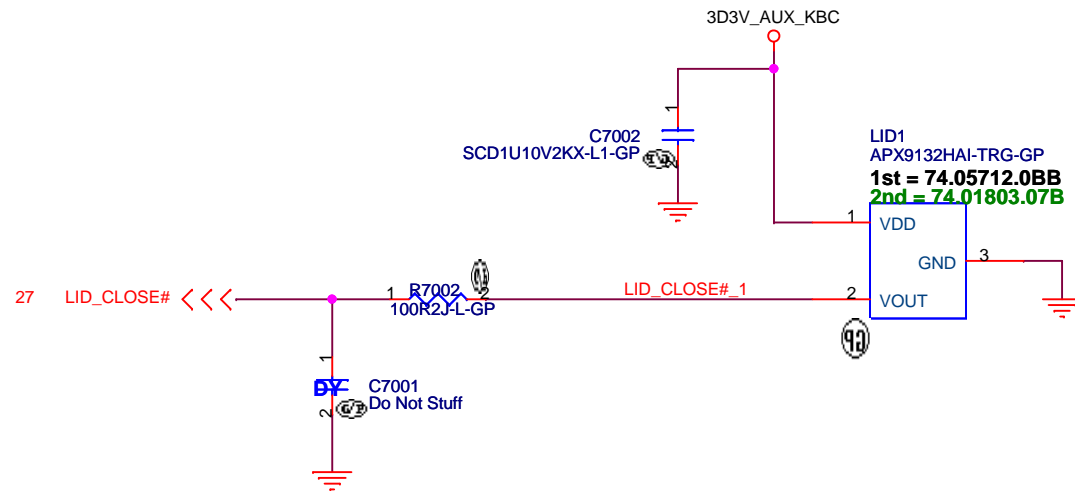 3D3V_AUX_KBC
1
C7002
SCD1U10V2KX-L1-GP
2
LID1
APX9132HAI-TRG-GP
1st = 74.05712.0BB
2nd = 74.01803.07B
1 VDD
GND 3
27 LID_CLOSE#
1 R7002 2
100R2J-L-GP
LID_CLOSE#_1
2 VOUT
GP
1
DY
C7001
Do Not Stuff
2